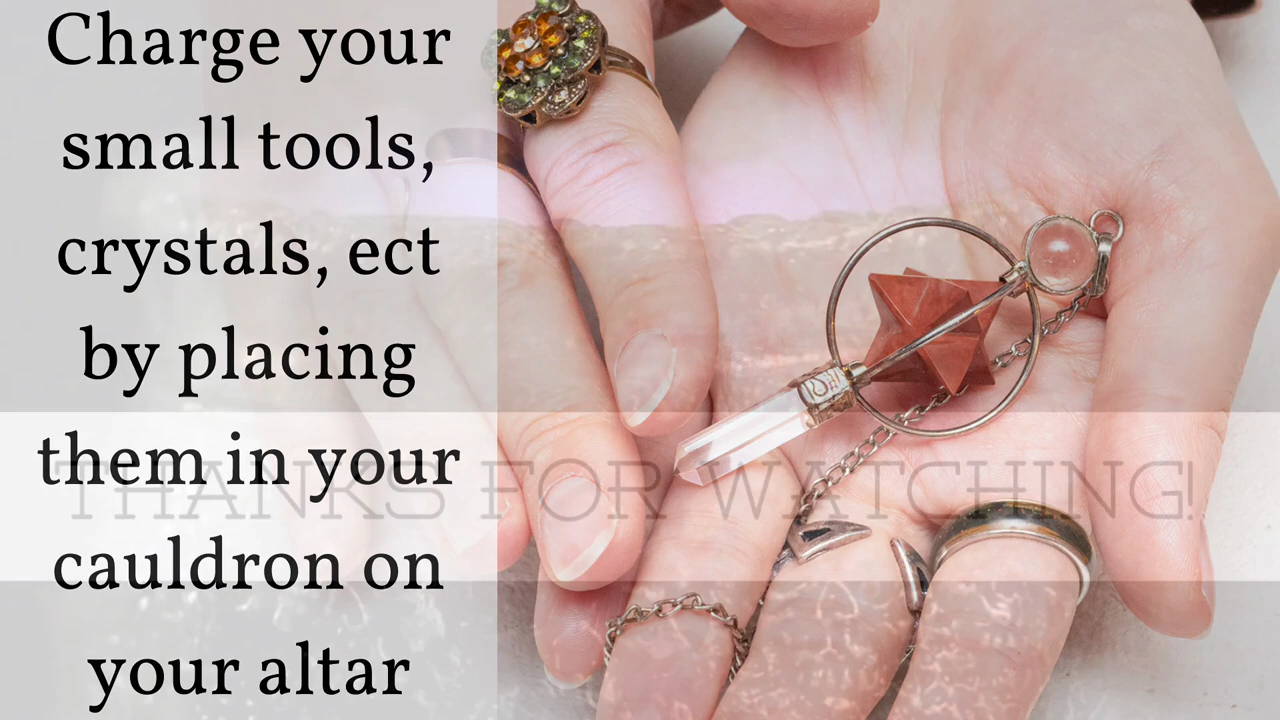 Charge your
small tools,
crystals, ect
by placing
them in your
THANKS FOR WATCHING!
cauldron on
your altar